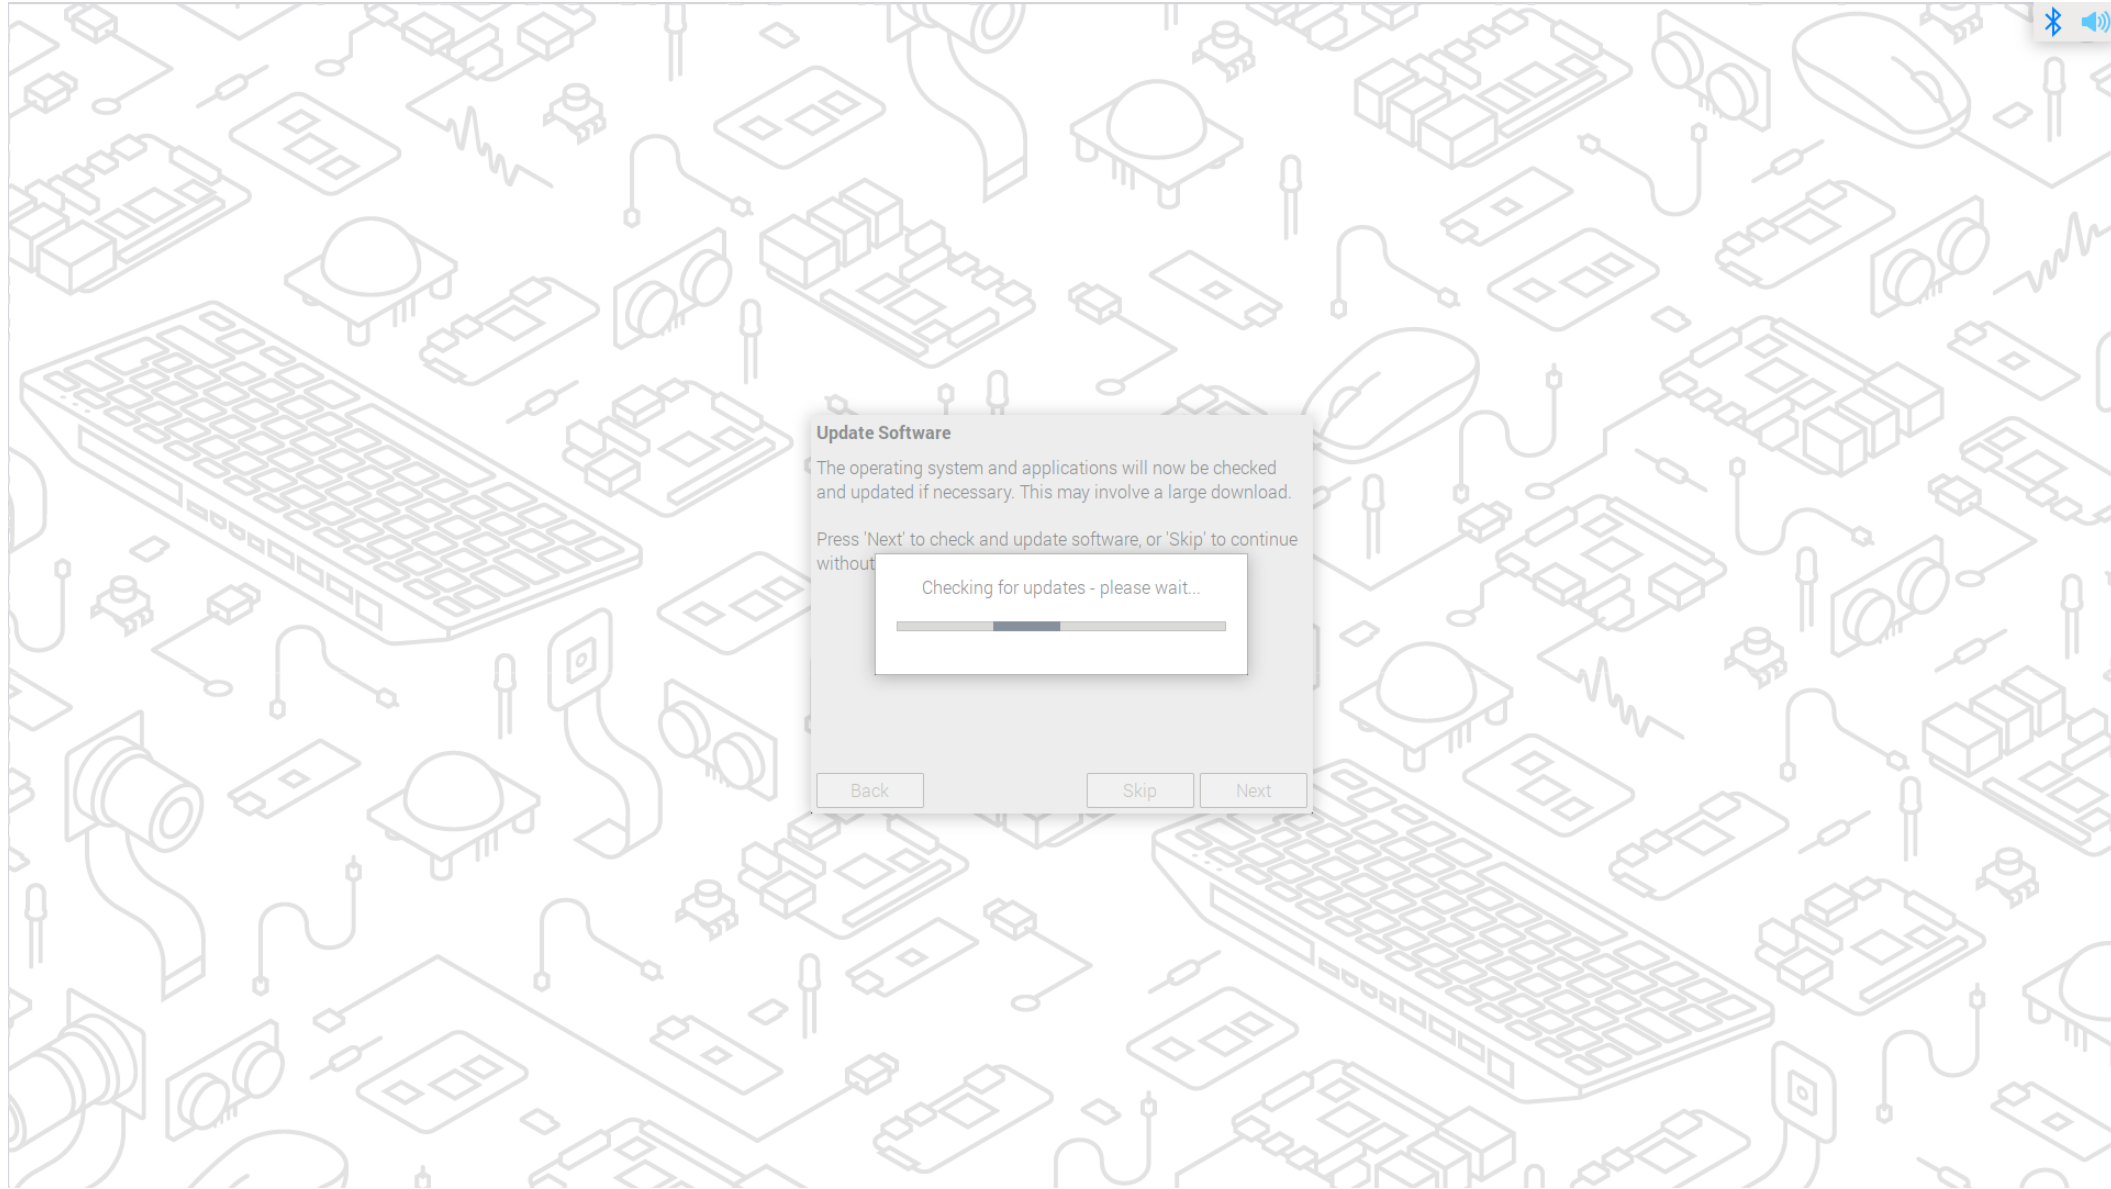 Update Software
The operating system and applications will now be checked
and updated if necessary. This may involve a large download.
Press 'Next' to check and update software, or 'Skip' to continue
without
Checking for updates - please wait...
Back
Skip
Next